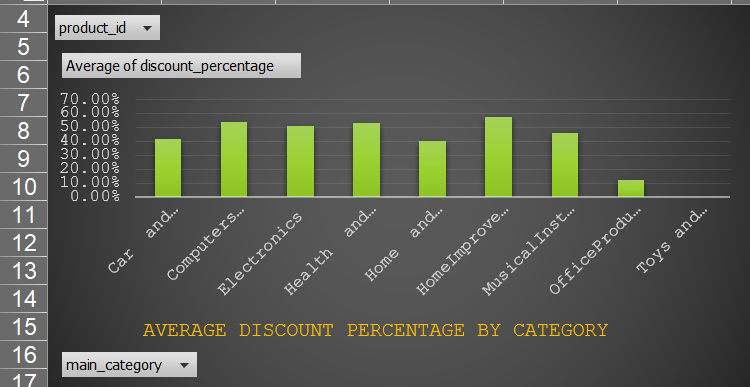 4
product_id
5
Average of discount_percentage
6
7
70.00%
60.00%
8
50.00%
40.00%
9
30.00%
20.00%
10
10.00%
0.00%
11
Car and…
Computers…
Electronics
Health and…
Home and…
HomeImprove…
MusicalInst…
OfficeProdu…
Toys and…
12
13
14
15
AVERAGE DISCOUNT PERCENTAGE BY CATEGORY
16
main_category
17